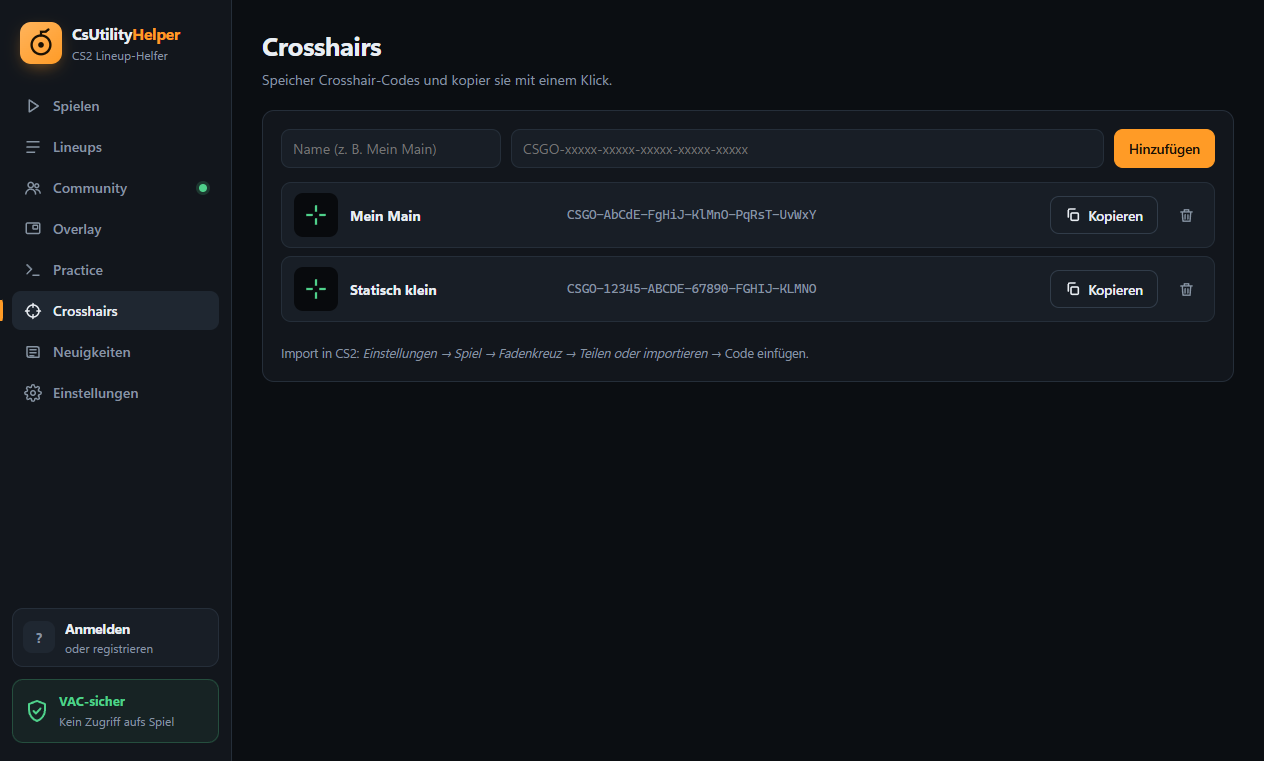 CsUtilityHelper
CS2 Lineup-Helfer
Spielen
Lineups
Community
Overlay
Practice
Crosshairs
Neuigkeiten
Einstellungen
?
Anmelden
oder registrieren
VAC-sicher
Kein Zugriff aufs Spiel
Crosshairs
Speicher Crosshair-Codes und kopier sie mit einem Klick.
Name (z. B. Mein Main)
CSGO-xxxxx-xxxxx-xxxxx-xxxxx-xxxxx
Hinzufügen
Mein Main
CSGO-AbCdE-FgHiJ-KlMnO-PqRsT-UvWxY
Kopieren
Statisch klein
CSGO-12345-ABCDE-67890-FGHIJ-KLMNO
Kopieren
Import in CS2: Einstellungen → Spiel → Fadenkreuz → Teilen oder importieren → Code einfügen.